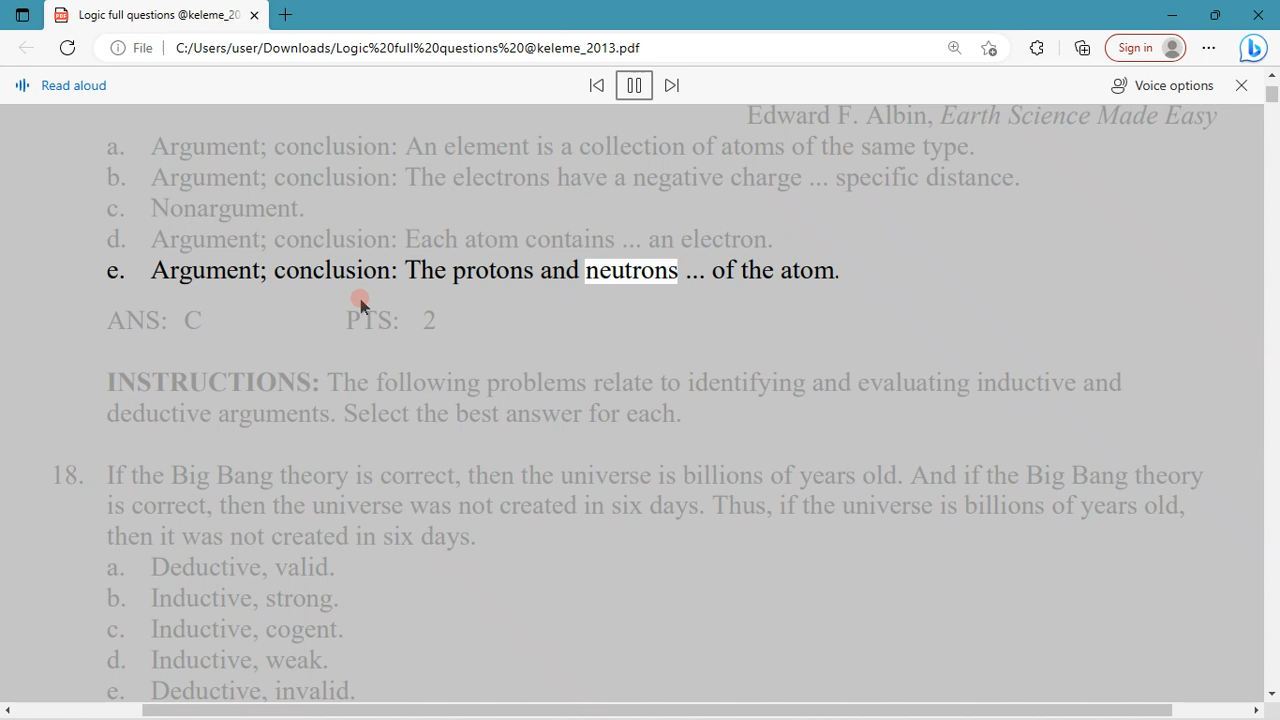 Logic full questions @keleme_20
File
C:/Users/user/Downloads/Logic%20full%20questions%20@keleme_2013.pdf
Sign in
Read aloud
Voice options
Edward F. Albin, Earth Science Made Easy
a. Argument; conclusion: An element is a collection of atoms of the same type.
b. Argument; conclusion: The electrons have a negative charge ... specific distance.
c. Nonargument.
d. Argument; conclusion: Each atom contains ... an electron.
e. Argument; conclusion: The protons and neutrons ... of the atom.
ANS: C PTS: 2
INSTRUCTIONS: The following problems relate to identifying and evaluating inductive and
deductive arguments. Select the best answer for each.
18. If the Big Bang theory is correct, then the universe is billions of years old. And if the Big Bang theory
is correct, then the universe was not created in six days. Thus, if the universe is billions of years old,
then it was not created in six days.
a. Deductive, valid.
b. Inductive, strong.
c. Inductive, cogent.
d. Inductive, weak.
e. Deductive, invalid.